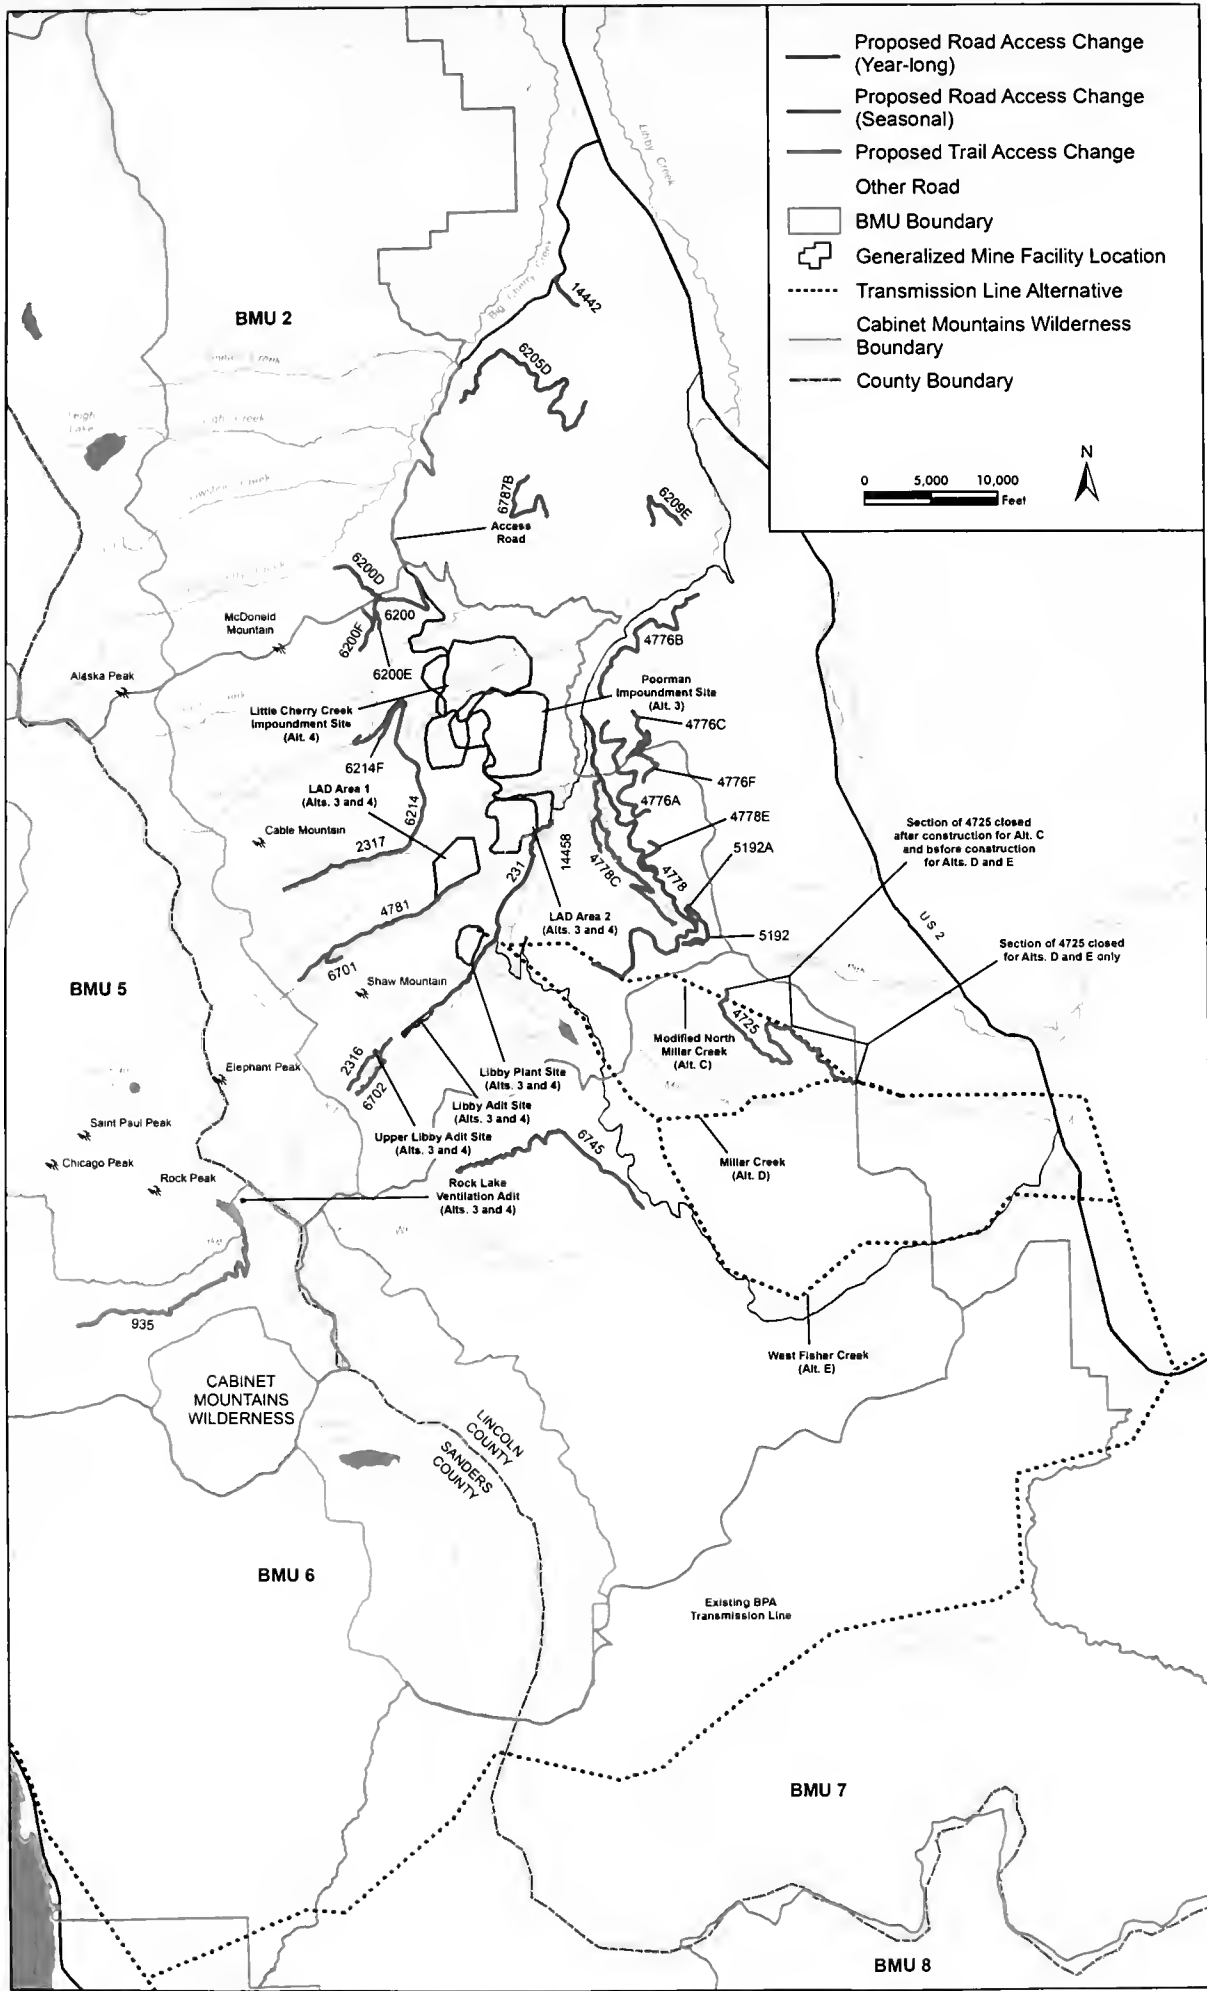 Proposed Road Access Change
(Year-long)
Proposed Road Access Change
(Seasonal)
Proposed Trail Access Change
Other Road
BMU Boundary
Generalized Mine Facility Location
Transmission Line Alternative
Cabinet Mountains Wilderness
Boundary
County Boundary
N
0 5,000 10,000
Feet
Libby Creek
Big Cherry Creek
14442
BMU 2
6205D
Creek
Creek
Lake
Creek
6787B
6209E
Access
Road
6200D
6200
McDonald
Mountain
6200F
6200E
4776B
Alaska Peak
Poorman
Impoundment Site
(Alt. 3)
Little Cherry Creek
Impoundment Site
(Alt. 4)
4776C
6214F
4776F
LAD Area 1
(Alts. 3 and 4)
6214
4776A
4778E
Section of 4725 closed
after construction for Alt. C
and before construction
for Alts. D and E
Cable Mountain
2317
5192A
231
14458
4778C
4778
4781
LAD Area 2
(Alts. 3 and 4)
5192
US 2
Section of 4725 closed
for Alts. D and E only
6701
Shaw Mountain
BMU 5
4725
Modified North
Miller Creek
(Alt. C)
2316
6702
Elephant Peak
Libby Plant Site
(Alts. 3 and 4)
Libby Adit Site
(Alts. 3 and 4)
Saint Paul Peak
Upper Libby Adit Site
(Alts. 3 and 4)
6745
Chicago Peak
Miller Creek
(Alt. D)
Rock Peak
Rock Lake
Ventilation Adit
(Alts. 3 and 4)
935
West Fisher Creek
(Alt. E)
CABINET
MOUNTAINS
WILDERNESS
LINCOLN
COUNTY
SANDERS
COUNTY
BMU 6
Existing BPA
Transmission Line
BMU 7
BMU 8